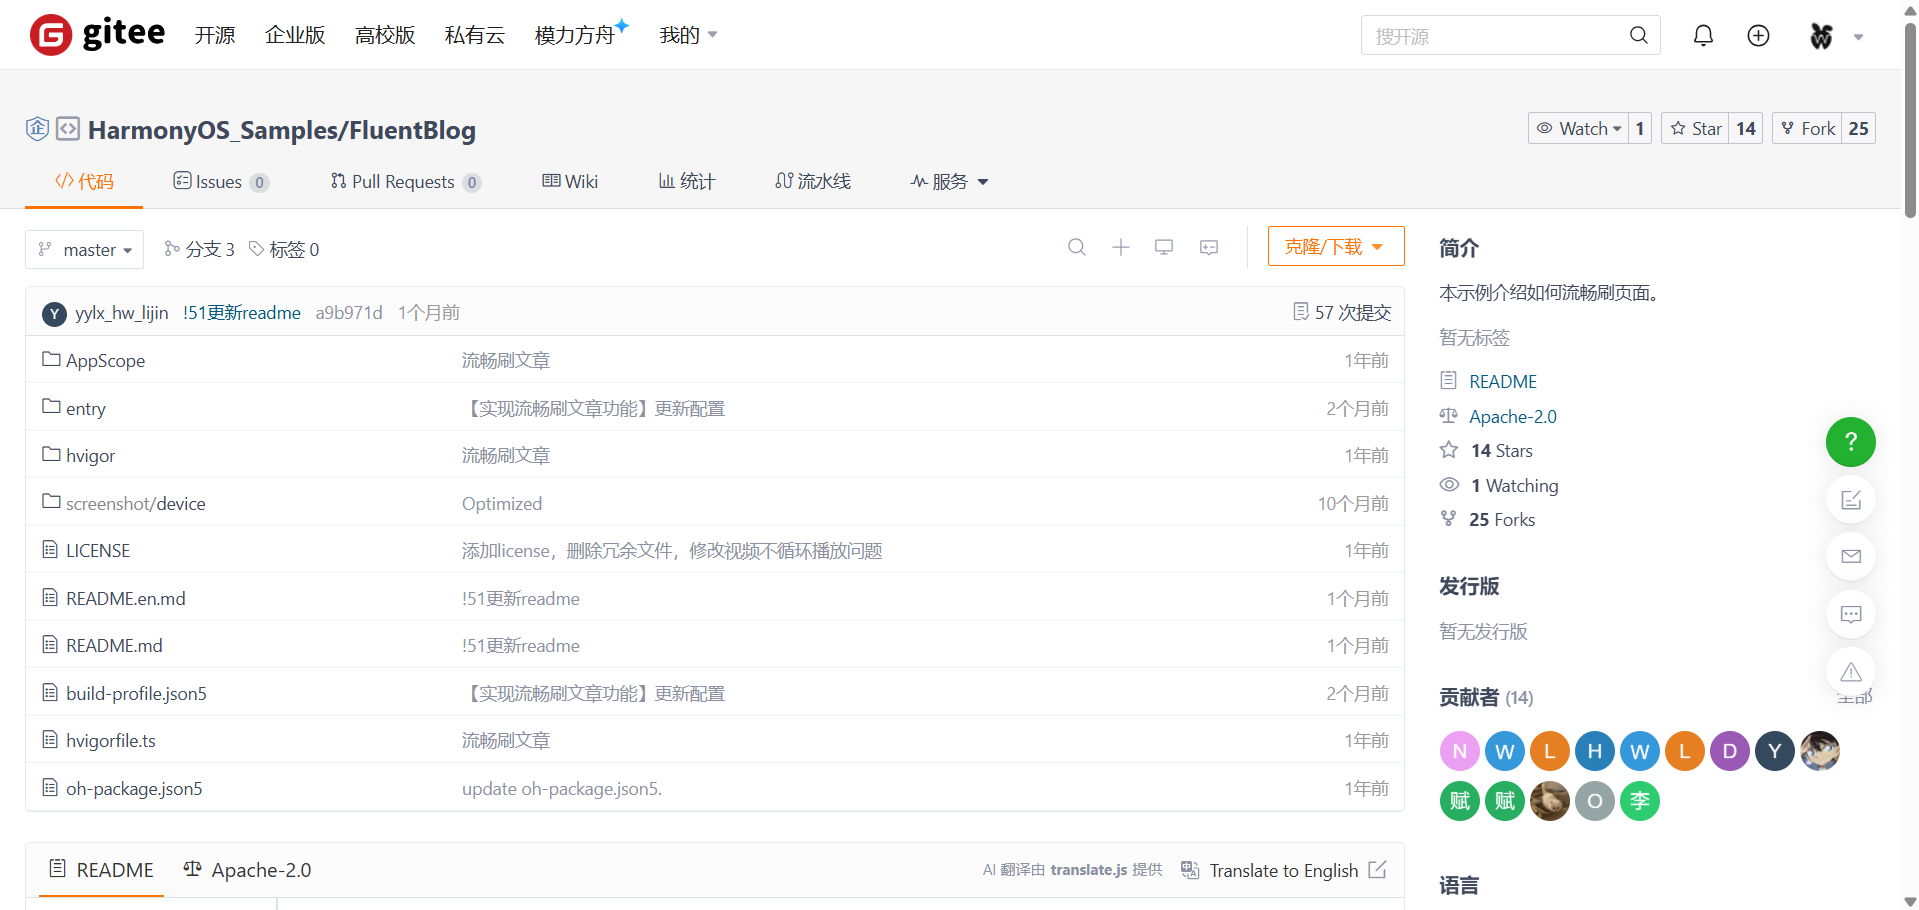 gitee 开源 企业版 高校版 私有云 模力方舟 我的 搜开源
HarmonyOS_Samples/FluentBlog Watch 1 Star 14 Fork 25
代码 Issues 0 Pull Requests 0 Wiki 统计 流水线 服务
master 分支 3 标签 0 克隆/下载
Y yylx_hw_lijin !51更新readme a9b971d 1个月前 57 次提交
AppScope 流畅刷文章 1年前
entry 【实现流畅刷文章功能】更新配置 2个月前
hvigor 流畅刷文章 1年前
screenshot/device Optimized 10个月前
LICENSE 添加license，删除冗余文件，修改视频不循环播放问题 1年前
README.en.md !51更新readme 1个月前
README.md !51更新readme 1个月前
build-profile.json5 【实现流畅刷文章功能】更新配置 2个月前
hvigorfile.ts 流畅刷文章 1年前
oh-package.json5 update oh-package.json5. 1年前
README Apache-2.0 AI 翻译由 translate.js 提供 Translate to English
简介
本示例介绍如何流畅刷页面。
暂无标签
README
Apache-2.0
14 Stars
1 Watching
25 Forks
发行版
暂无发行版
贡献者 (14) 全部
N W L H W L D Y
赋 赋 O 李
语言
?